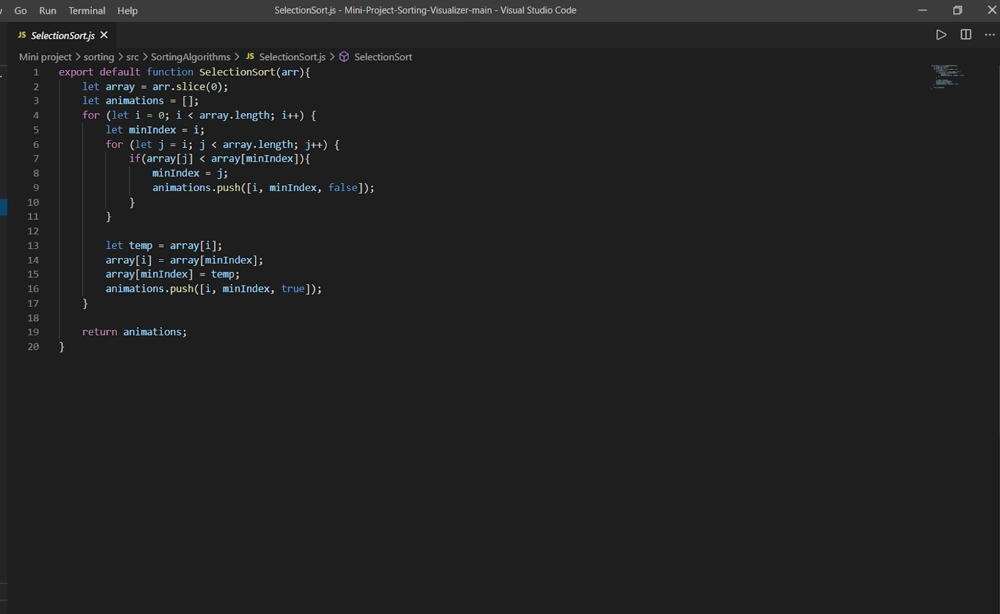 Go Run Terminal Help SelectionSort.js - Mini-Project-Sorting-Visualizer-main - Visual Studio Code
JS SelectionSort.js
Mini project > sorting > src > SortingAlgorithms > JS SelectionSort.js > SelectionSort
1 export default function SelectionSort(arr){
2     let array = arr.slice(0);
3     let animations = [];
4     for (let i = 0; i < array.length; i++) {
5         let minIndex = i;
6         for (let j = i; j < array.length; j++) {
7             if(array[j] < array[minIndex]){
8                 minIndex = j;
9                 animations.push([i, minIndex, false]);
10             }
11         }
12
13         let temp = array[i];
14         array[i] = array[minIndex];
15         array[minIndex] = temp;
16         animations.push([i, minIndex, true]);
17     }
18
19     return animations;
20 }